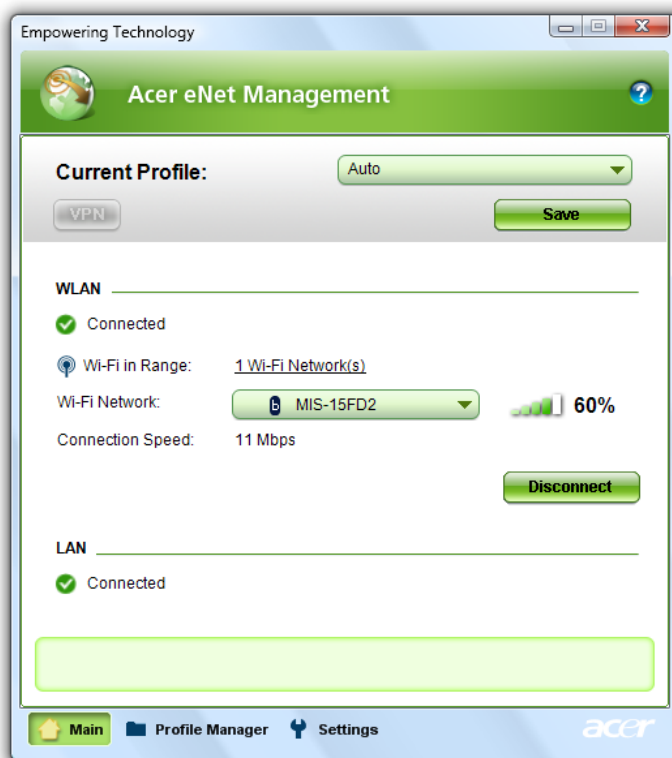 Empowering Technology
Acer eNet Management
?
Current Profile: Auto
VPN Save
WLAN
Connected
Wi-Fi in Range: 1 Wi-Fi Network(s)
Wi-Fi Network: b MIS-15FD2 60%
Connection Speed: 11 Mbps
Disconnect
LAN
Connected
Main Profile Manager Settings acer